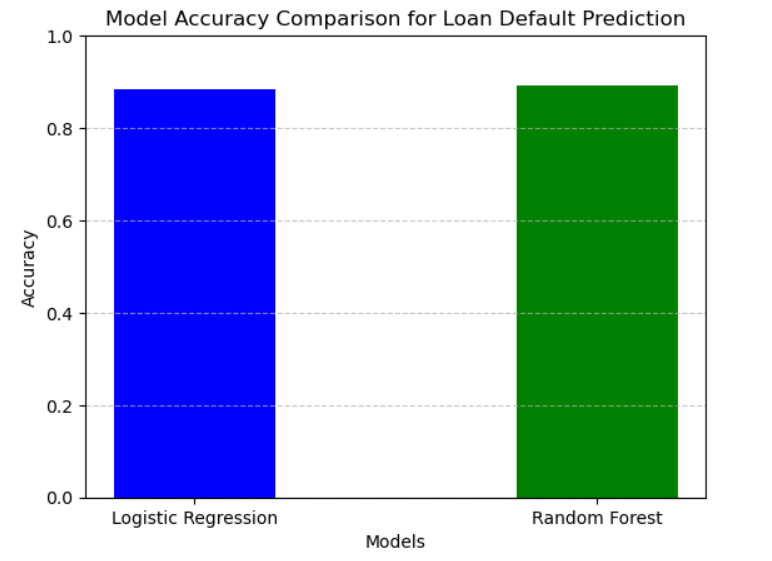 Model Accuracy Comparison for Loan Default Prediction
1.0
0.8
0.6
0.4
0.2
0.0
Accuracy
Logistic Regression
Random Forest
Models